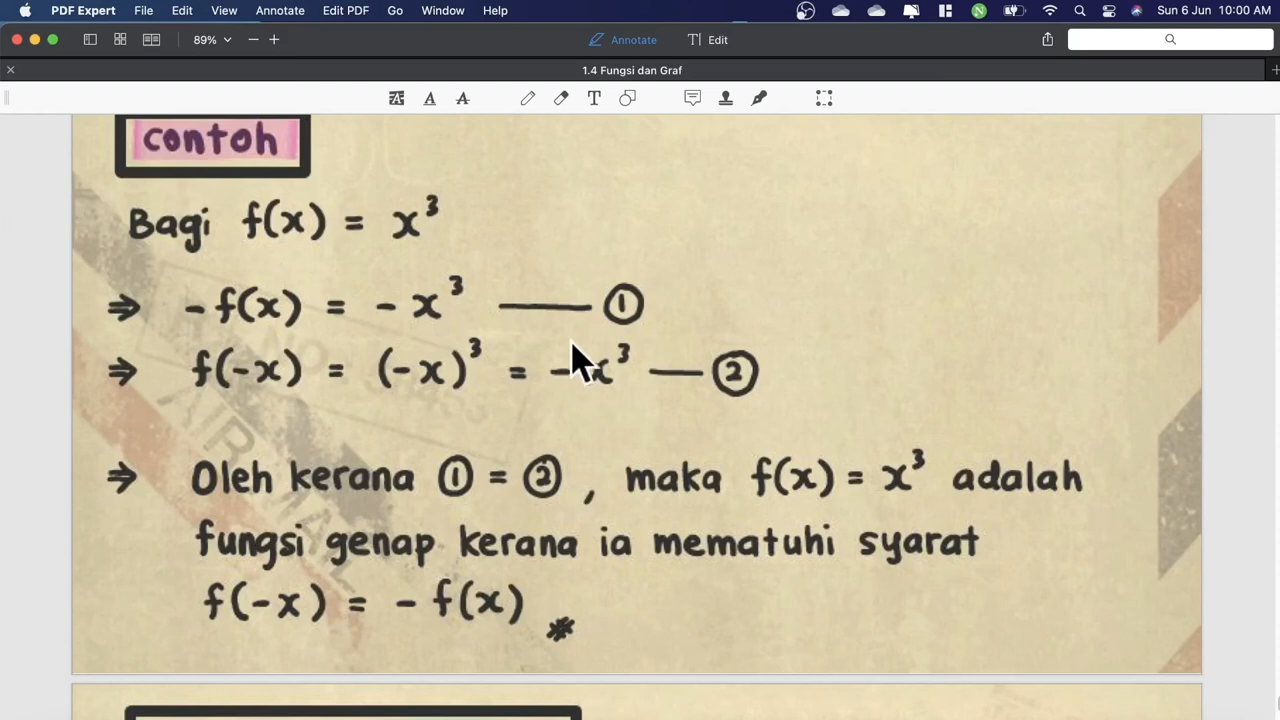 PDF Expert File Edit View Annotate Edit PDF Go Window Help Sun 6 Jun 10:00 AM
89% Annotate T Edit
1.4 Fungsi dan Graf
contoh
Bagi f(x) = x³
⇒ -f(x) = -x³ —— ①
⇒ f(-x) = (-x)³ = -x³ — ②
⇒ Oleh kerana ① = ②, maka f(x) = x³ adalah
fungsi genap kerana ia mematuhi syarat
f(-x) = -f(x) *